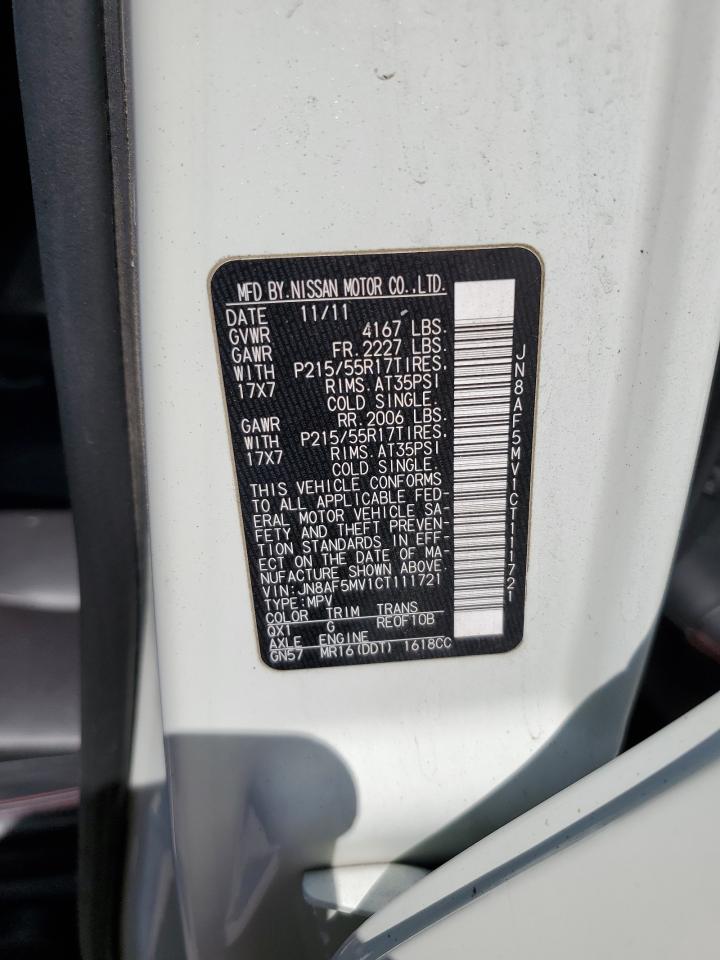 MFD BY.NISSAN MOTOR CO.,LTD.
DATE 11/11
GVWR 4167 LBS.
GAWR FR.2227 LBS.
WITH P215/55R17TIRES.
17X7 RIMS.AT35PSI
COLD SINGLE.
GAWR RR.2006 LBS.
WITH P215/55R17TIRES.
17X7 RIMS.AT35PSI
COLD SINGLE.
THIS VEHICLE CONFORMS
TO ALL APPLICABLE FED-
ERAL MOTOR VEHICLE SA-
FETY AND THEFT PREVEN-
TION STANDARDS IN EFF-
ECT ON THE DATE OF MA-
NUFACTURE SHOWN ABOVE.
VIN:JN8AF5MV1CT111721
TYPE:MPV
COLOR TRIM TRANS
QX1 G RE0F10B
AXLE ENGINE
GN57 MR16(DDT) 1618CC
JN8AF5MV1CT111721